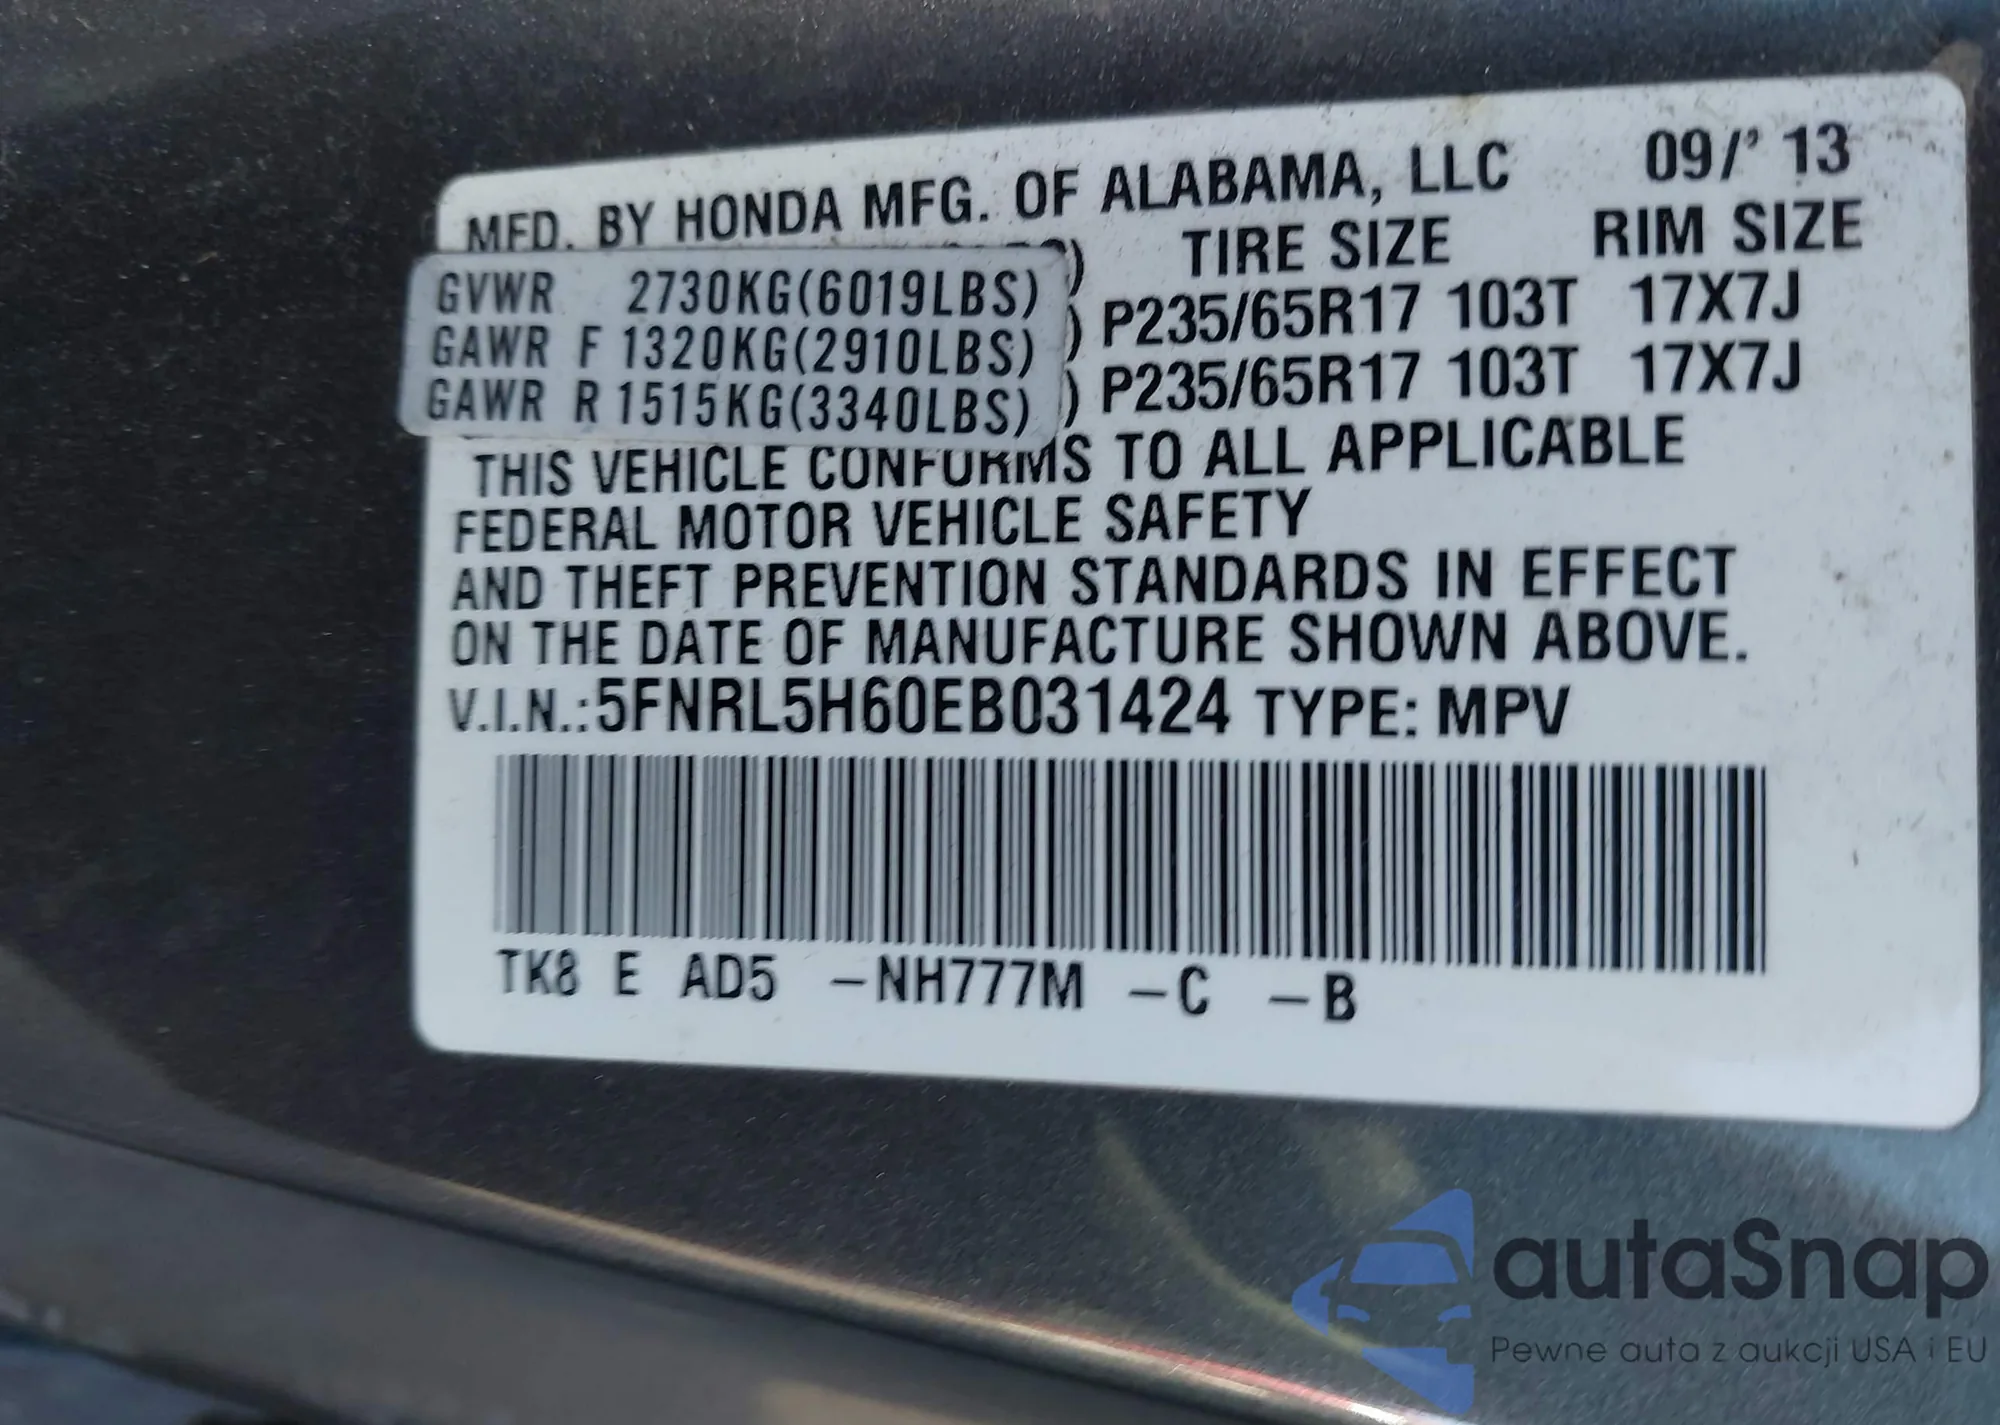 MFD. BY HONDA MFG. OF ALABAMA, LLC 09/'13
) TIRE SIZE RIM SIZE
GVWR 2730KG(6019LBS) ) P235/65R17 103T 17X7J
GAWR F 1320KG(2910LBS) ) P235/65R17 103T 17X7J
GAWR R 1515KG(3340LBS)
THIS VEHICLE CONFORMS TO ALL APPLICABLE
FEDERAL MOTOR VEHICLE SAFETY
AND THEFT PREVENTION STANDARDS IN EFFECT
ON THE DATE OF MANUFACTURE SHOWN ABOVE.
V.I.N.:5FNRL5H60EB031424 TYPE: MPV
TK8 E AD5 -NH777M -C -B
autaSnap
Pewne auta z aukcji USA i EU